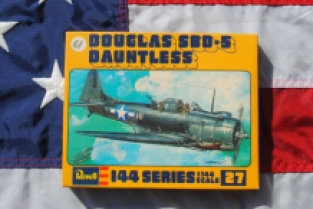 DOUGLAS SBD-5
DAUNTLESS
Revell
144 SERIES 1/144 SCALE 27